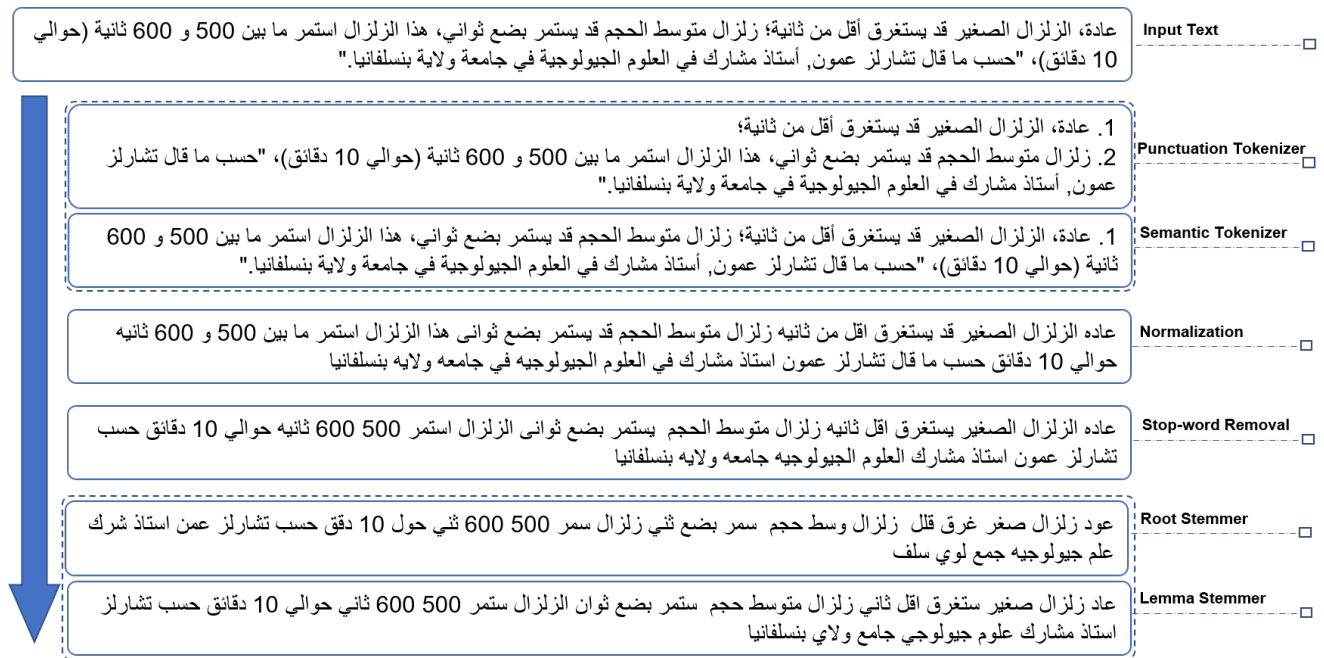 عادة، الزلزال الصغير قد يستغرق أقل من ثانية؛ زلزال متوسط الحجم قد يستمر بضع ثواني، هذا الزلزال استمر ما بين 500 و 600 ثانية (حوالي
10 دقائق)، "حسب ما قال تشارلز عمون, أستاذ مشارك في العلوم الجيولوجية في جامعة ولاية بنسلفانيا."
Input Text
1. عادة، الزلزال الصغير قد يستغرق أقل من ثانية؛
2. زلزال متوسط الحجم قد يستمر بضع ثواني، هذا الزلزال استمر ما بين 500 و 600 ثانية (حوالي 10 دقائق)، "حسب ما قال تشارلز
عمون, أستاذ مشارك في العلوم الجيولوجية في جامعة ولاية بنسلفانيا."
Punctuation Tokenizer
1. عادة، الزلزال الصغير قد يستغرق أقل من ثانية؛ زلزال متوسط الحجم قد يستمر بضع ثواني، هذا الزلزال استمر ما بين 500 و 600
ثانية (حوالي 10 دقائق)، "حسب ما قال تشارلز عمون, أستاذ مشارك في العلوم الجيولوجية في جامعة ولاية بنسلفانيا."
Semantic Tokenizer
عاده الزلزال الصغير قد يستغرق اقل من ثانيه زلزال متوسط الحجم قد يستمر بضع ثوانى هذا الزلزال استمر ما بين 500 و 600 ثانيه
حوالي 10 دقائق حسب ما قال تشارلز عمون استاذ مشارك في العلوم الجيولوجيه في جامعه ولايه بنسلفانيا
Normalization
عاده الزلزال الصغير يستغرق اقل ثانيه زلزال متوسط الحجم يستمر بضع ثوانى الزلزال استمر 500 600 ثانيه حوالي 10 دقائق حسب
تشارلز عمون استاذ مشارك العلوم الجيولوجيه جامعه ولايه بنسلفانيا
Stop-word Removal
عود زلزال صغر غرق قلل زلزال وسط حجم سمر بضع ثني زلزال سمر 500 600 ثني حول 10 دقق حسب تشارلز عمن استاذ شرك
علم جيولوجيه جمع لوي سلف
Root Stemmer
عاد زلزال صغير ستغرق اقل ثاني زلزال متوسط حجم ستمر بضع ثوان الزلزال ستمر 500 600 ثاني حوالي 10 دقائق حسب تشارلز
استاذ مشارك علوم جيولوجي جامع ولاي بنسلفانيا
Lemma Stemmer